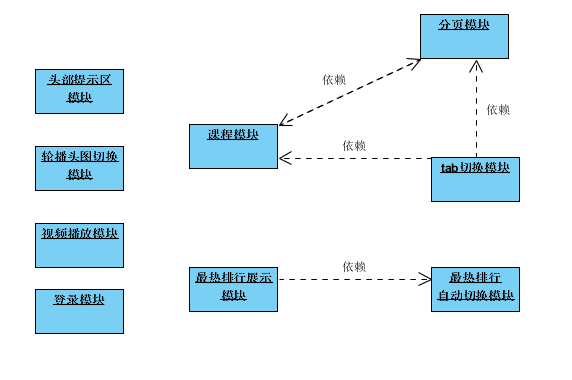 分页模块
头部提示区
模块
依赖
依赖
课程模块
依赖
轮播头图切换
模块
tab切换模块
视频播放模块
最热排行展示
模块
依赖
最热排行
自动切换模块
登录模块